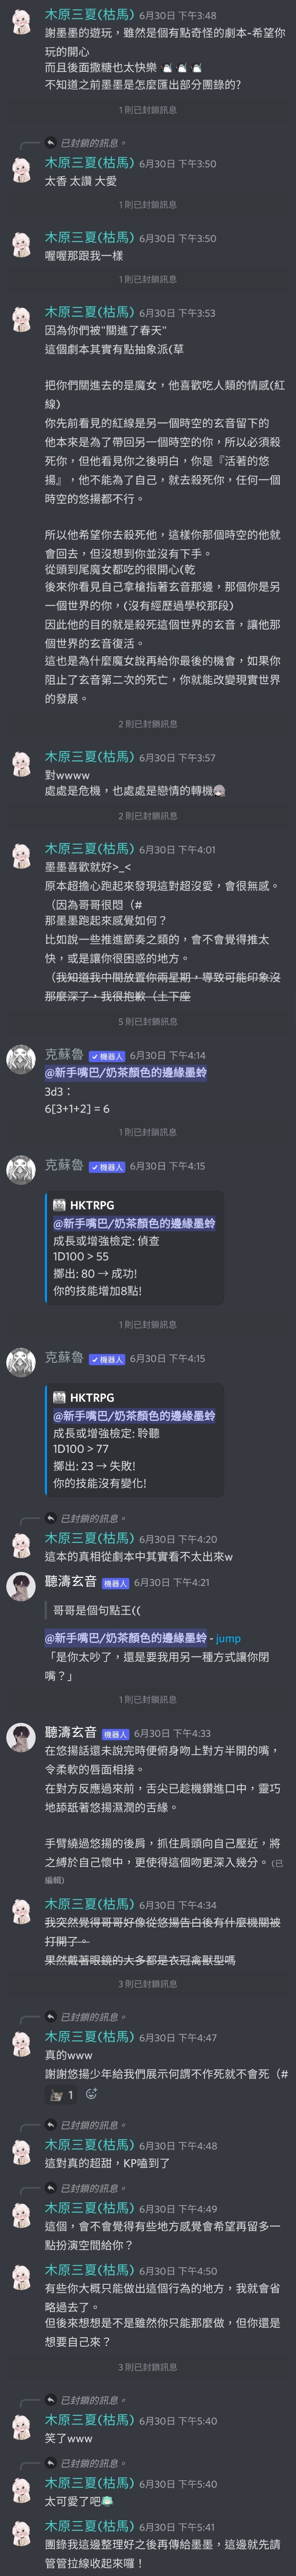 木原三夏(枯馬) 6月30日 下午3:48
謝墨墨的遊玩，雖然是個有點奇怪的劇本-希望你
玩的開心
而且後面撒糖也太快樂
不知道之前墨墨是怎麼匯出部分團錄的?
1 則已封鎖訊息
已封鎖的訊息。
木原三夏(枯馬) 6月30日 下午3:50
太香 太讚 大愛
1 則已封鎖訊息
木原三夏(枯馬) 6月30日 下午3:50
喔喔那跟我一樣
1 則已封鎖訊息
木原三夏(枯馬) 6月30日 下午3:53
因為你們被"關進了春天"
這個劇本其實有點抽象派(草
把你們關進去的是魔女，他喜歡吃人類的情感(紅
線)
你先前看見的紅線是另一個時空的玄音留下的
他本來是為了帶回另一個時空的你，所以必須殺
死你，但他看見你之後明白，你是『活著的悠
揚』，他不能為了自己，就去殺死你，任何一個
時空的悠揚都不行。
所以他希望你去殺死他，這樣你那個時空的他就
會回去，但沒想到你並沒有下手。
從頭到尾魔女都吃的很開心(乾
後來你看見自己拿槍指著玄音那邊，那個你是另
一個世界的你，(沒有經歷過學校那段)
因此他的目的就是殺死這個世界的玄音，讓他那
個世界的玄音復活。
這也是為什麼魔女說再給你最後的機會，如果你
阻止了玄音第二次的死亡，你就能改變現實世界
的發展。
2 則已封鎖訊息
木原三夏(枯馬) 6月30日 下午3:57
對wwww
處處是危機，也處處是戀情的轉機
2 則已封鎖訊息
木原三夏(枯馬) 6月30日 下午4:01
墨墨喜歡就好>_<
原本超擔心跑起來發現這對超沒愛，會很無感。
（因為哥哥很悶（#
那墨墨跑起來感覺如何？
比如說一些推進節奏之類的，會不會覺得推太
快，或是讓你很困惑的地方。
（我知道我中間放置你兩星期，導致可能印象沒
那麼深了，我很抱歉（土下座
5 則已封鎖訊息
克蘇魯 ✓機器人 6月30日 下午4:14
@新手嘴巴/奶茶顏色的邊緣墨蛉
3d3：
6[3+1+2] = 6
1 則已封鎖訊息
克蘇魯 ✓機器人 6月30日 下午4:15
HKTRPG
@新手嘴巴/奶茶顏色的邊緣墨蛉
成長或增強檢定: 偵查
1D100 > 55
擲出: 80 → 成功!
你的技能增加8點!
1 則已封鎖訊息
克蘇魯 ✓機器人 6月30日 下午4:15
HKTRPG
@新手嘴巴/奶茶顏色的邊緣墨蛉
成長或增強檢定: 聆聽
1D100 > 77
擲出: 23 → 失敗!
你的技能沒有變化!
已封鎖的訊息。
木原三夏(枯馬) 6月30日 下午4:20
這本的真相從劇本中其實看不太出來w
聽濤玄音 機器人 6月30日 下午4:21
哥哥是個句點王((
@新手嘴巴/奶茶顏色的邊緣墨蛉 - jump
「是你太吵了，還是要我用另一種方式讓你閉
嘴？」
1 則已封鎖訊息
聽濤玄音 機器人 6月30日 下午4:33
在悠揚話還未說完時便俯身吻上對方半開的嘴，
令柔軟的唇面相接。
在對方反應過來前，舌尖已趁機鑽進口中，靈巧
地舔舐著悠揚濕潤的舌緣。
手臂繞過悠揚的後肩，抓住肩頭向自己壓近，將
之縛於自己懷中，更使得這個吻更深入幾分。(已
編輯)
木原三夏(枯馬) 6月30日 下午4:34
我突然覺得哥哥好像從悠揚告白後有什麼機關被
打開了。
果然戴著眼鏡的大多都是衣冠禽獸型嗎
3 則已封鎖訊息
已封鎖的訊息。
木原三夏(枯馬) 6月30日 下午4:47
真的www
謝謝悠揚少年給我們展示何謂不作死就不會死（#
1
已封鎖的訊息。
木原三夏(枯馬) 6月30日 下午4:48
這對真的超甜，KP嗑到了
已封鎖的訊息。
木原三夏(枯馬) 6月30日 下午4:49
這個，會不會覺得有些地方感覺會希望再留多一
點扮演空間給你？
木原三夏(枯馬) 6月30日 下午4:50
有些你大概只能做出這個行為的地方，我就會省
略過去了。
但後來想想是不是雖然你只能那麼做，但你還是
想要自己來？
3 則已封鎖訊息
已封鎖的訊息。
木原三夏(枯馬) 6月30日 下午5:40
笑了www
已封鎖的訊息。
木原三夏(枯馬) 6月30日 下午5:40
太可愛了吧
木原三夏(枯馬) 6月30日 下午5:41
團錄我這邊整理好之後再傳給墨墨，這邊就先請
管管拉線收起來囉！